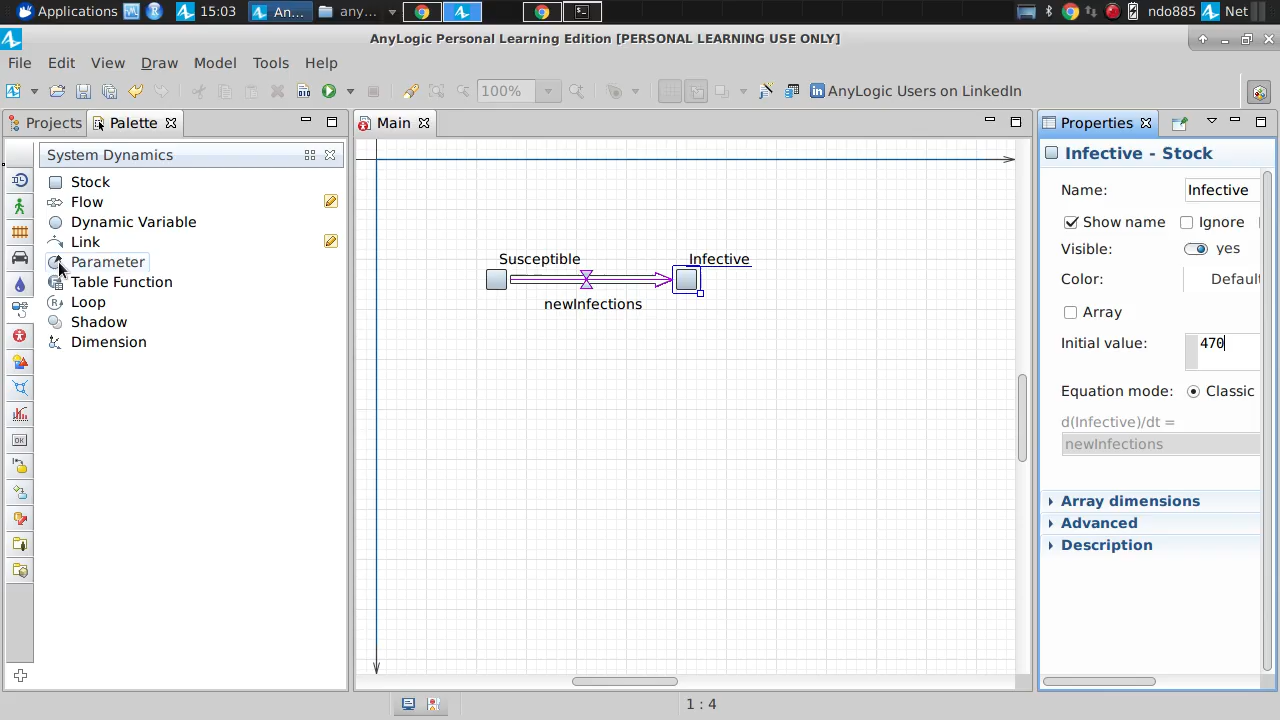 Applications 15:03 An... any... ndo885 Net
AnyLogic Personal Learning Edition [PERSONAL LEARNING USE ONLY]
File Edit View Draw Model Tools Help
100% AnyLogic Users on LinkedIn
Projects Palette
Main
Properties
System Dynamics
Stock
Flow
Dynamic Variable
Link
Parameter
Table Function
Loop
Shadow
Dimension
Susceptible
Infective
newInfections
Infective - Stock
Name: Infective
Show name Ignore
Visible: yes
Color: Default
Array
Initial value: 470
Equation mode: Classic
d(Infective)/dt =
newInfections
Array dimensions
Advanced
Description
1 : 4